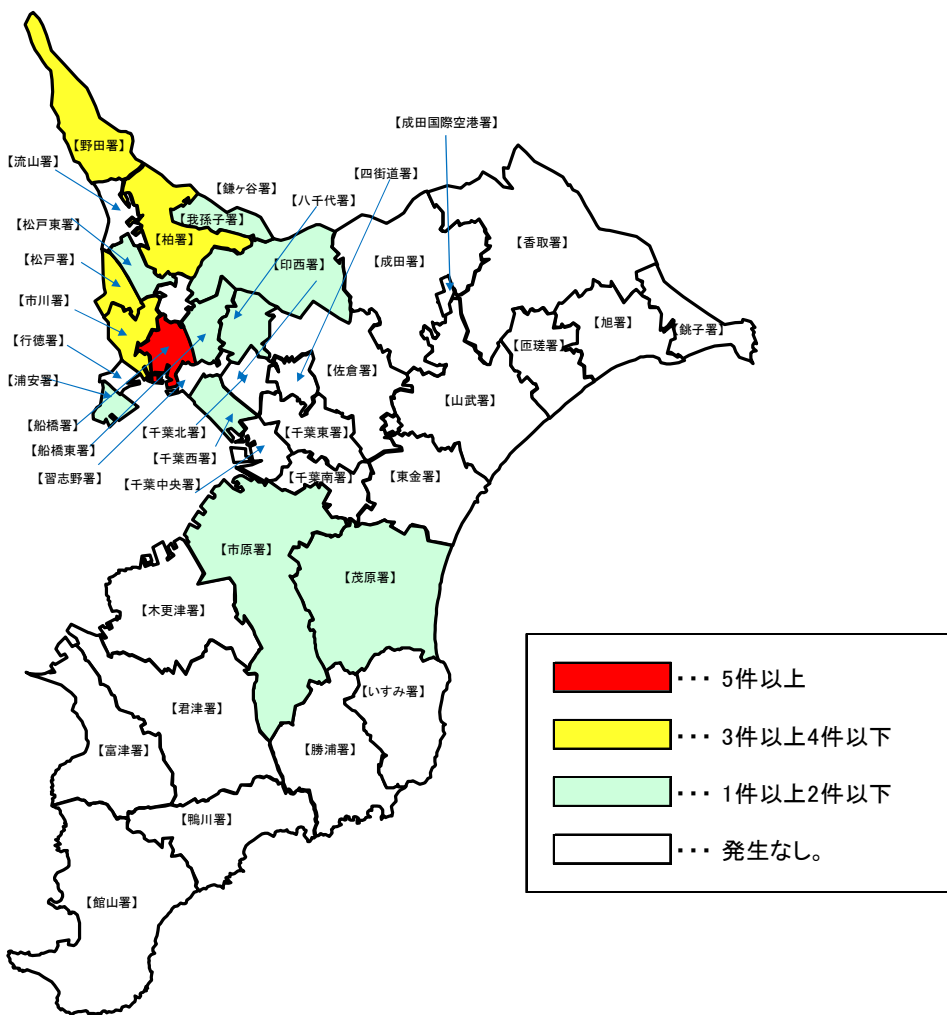 【成田国際空港署】
【野田署】
【流山署】
【四街道署】
【鎌ヶ谷署】
【八千代署】
【我孫子署】
【松戸東署】
【柏署】
【香取署】
【松戸署】
【印西署】
【成田署】
【市川署】
【旭署】
【銚子署】
【行徳署】
【匝瑳署】
【佐倉署】
【浦安署】
【山武署】
【船橋署】
【千葉北署】
【千葉東署】
【船橋東署】
【千葉西署】
【習志野署】
【千葉中央署】
【千葉南署】
【東金署】
【市原署】
【茂原署】
【木更津署】
【いすみ署】
【君津署】
【富津署】
【勝浦署】
【鴨川署】
【館山署】
・・・ 5件以上
・・・ 3件以上4件以下
・・・ 1件以上2件以下
・・・ 発生なし。